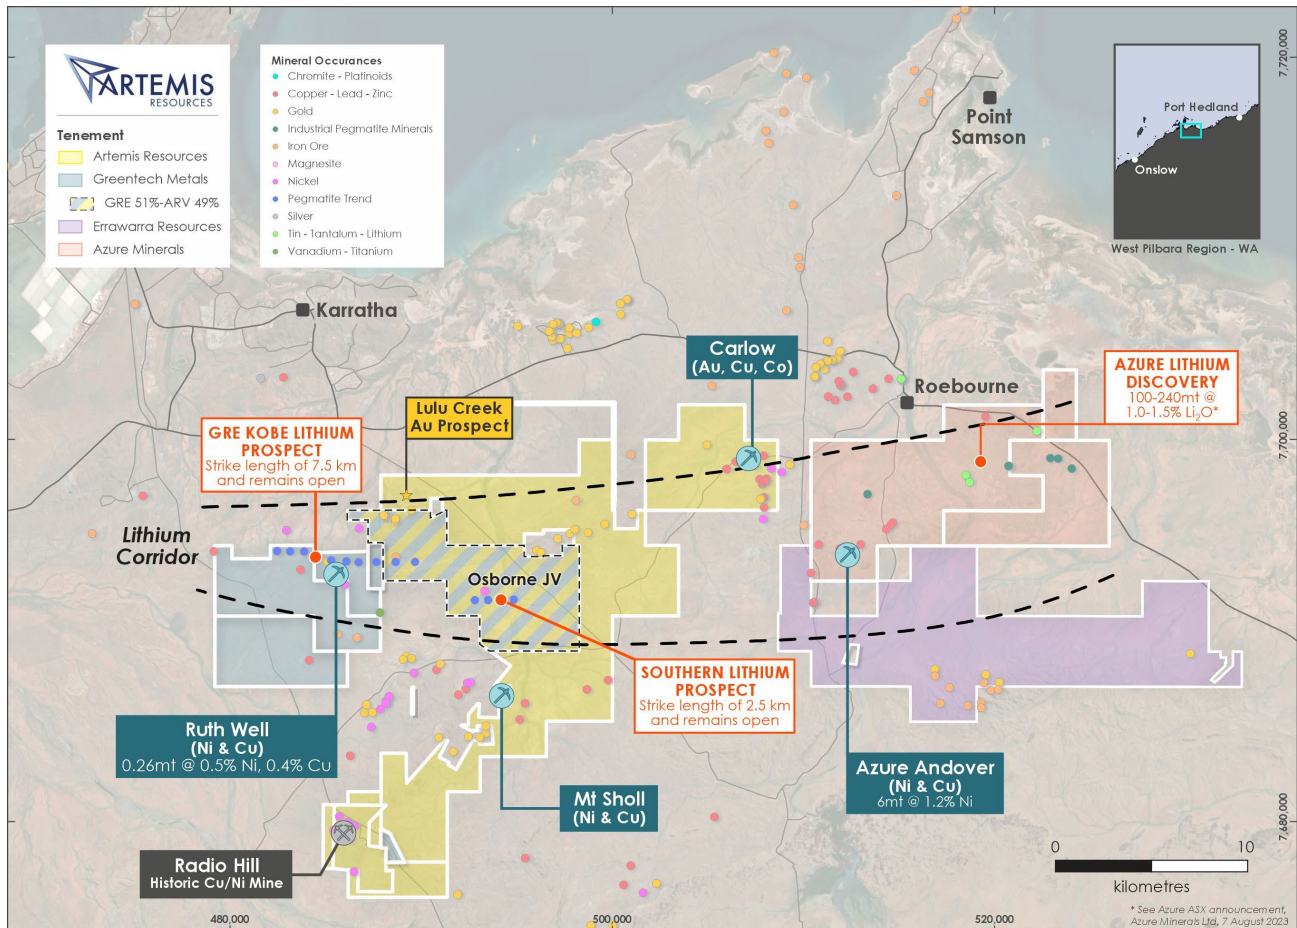 ARTEMIS
RESOURCES
Tenement
Artemis Resources
Greentech Metals
GRE 51%-ARV 49%
Errawarra Resources
Azure Minerals
Mineral Occurances
Chromite - Platinoids
Copper - Lead - Zinc
Gold
Industrial Pegmatite Minerals
Iron Ore
Magnesite
Nickel
Pegmatite Trend
Silver
Tin - Tantalum - Lithium
Vanadium - Titanium
Point
Samson
Port Hedland
Onslow
West Pilbara Region - WA
7,720,000
Karratha
Carlow
(Au, Cu, Co)
Roebourne
AZURE LITHIUM
DISCOVERY
100-240mt @
1.0-1.5% Li₂O*
Lulu Creek
Au Prospect
GRE KOBE LITHIUM
PROSPECT
Strike length of 7.5 km
and remains open
7,700,000
Lithium
Corridor
Osborne JV
SOUTHERN LITHIUM
PROSPECT
Strike length of 2.5 km
and remains open
Ruth Well
(Ni & Cu)
0.26mt @ 0.5% Ni, 0.4% Cu
Mt Sholl
(Ni & Cu)
Azure Andover
(Ni & Cu)
6mt @ 1.2% Ni
7,680,000
Radio Hill
Historic Cu/Ni Mine
0 10
kilometres
480,000
500,000
520,000
* See Azure ASX announcement,
Azure Minerals Ltd, 7 August 2023